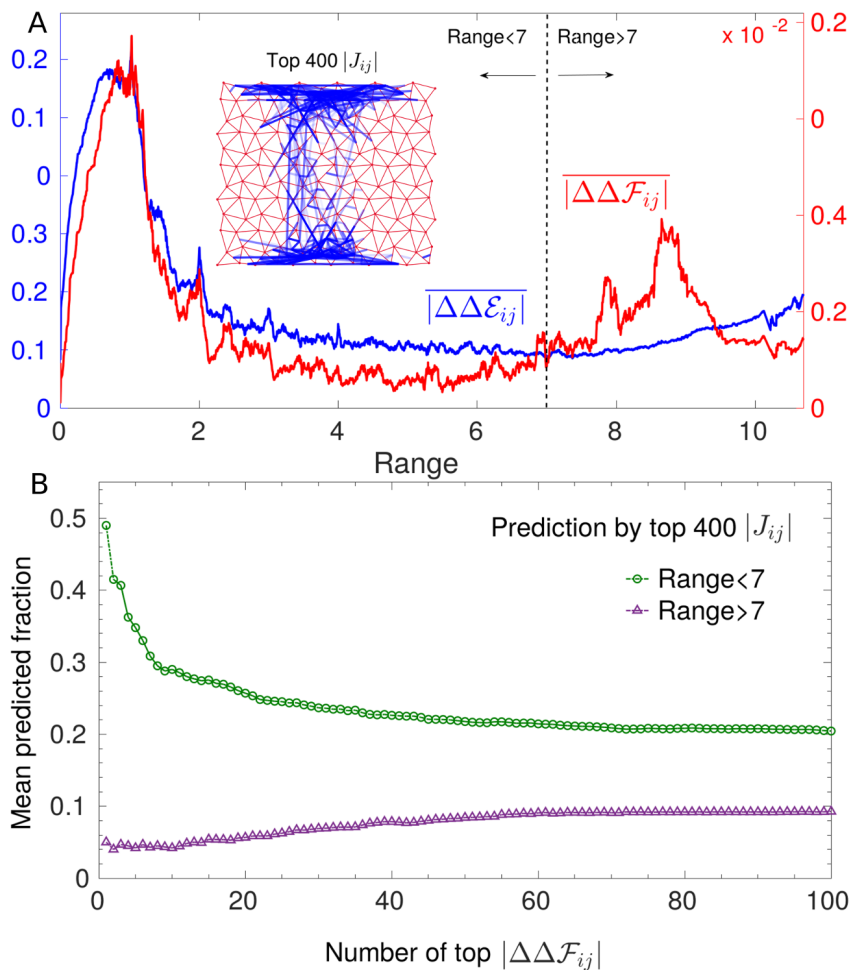 A
Range<7
Range>7
Top 400 |J_ij|
x 10 -2
0.2
0.1
0
0.3
0.2
0.1
0
0.2
0
0.4
0.2
0
|ΔΔℱ_ij|
|ΔΔℰ_ij|
0 2 4 6 8 10
Range
B
Prediction by top 400 |J_ij|
Range<7
Range>7
Mean predicted fraction
0.5
0.4
0.3
0.2
0.1
0
0 20 40 60 80 100
Number of top |ΔΔℱ_ij|